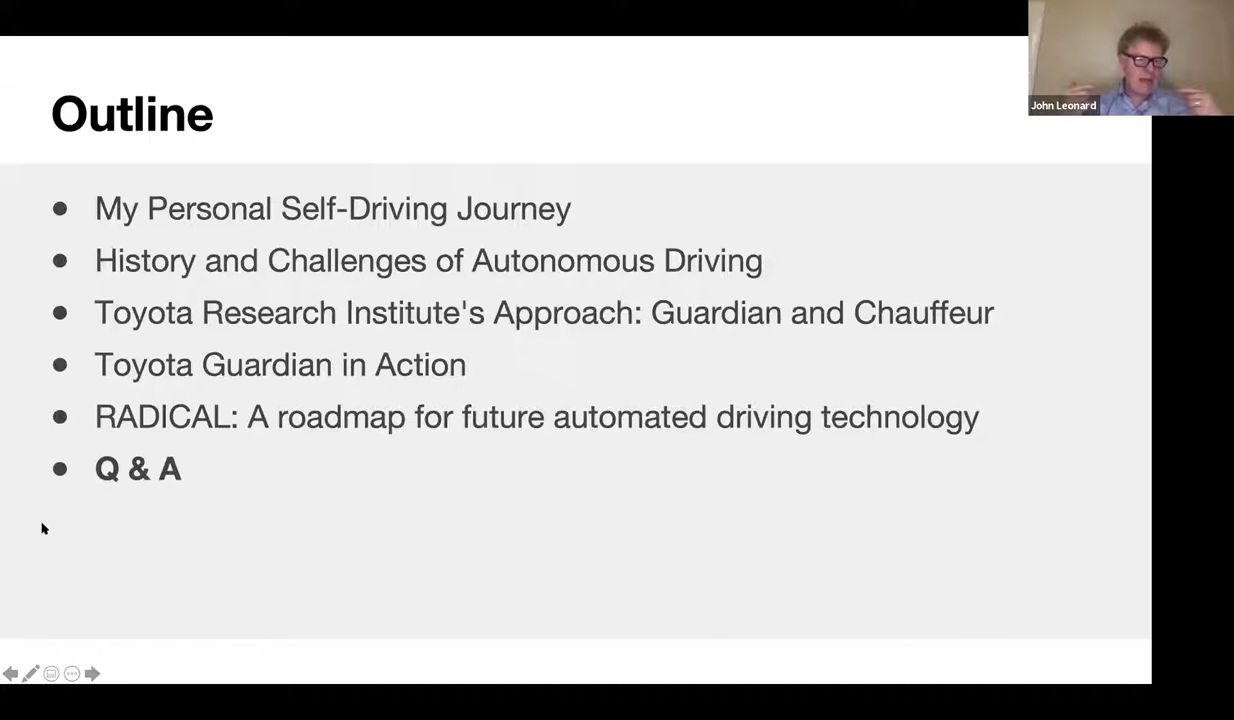 John Leonard
Outline
My Personal Self-Driving Journey
History and Challenges of Autonomous Driving
Toyota Research Institute's Approach: Guardian and Chauffeur
Toyota Guardian in Action
RADICAL: A roadmap for future automated driving technology
Q & A